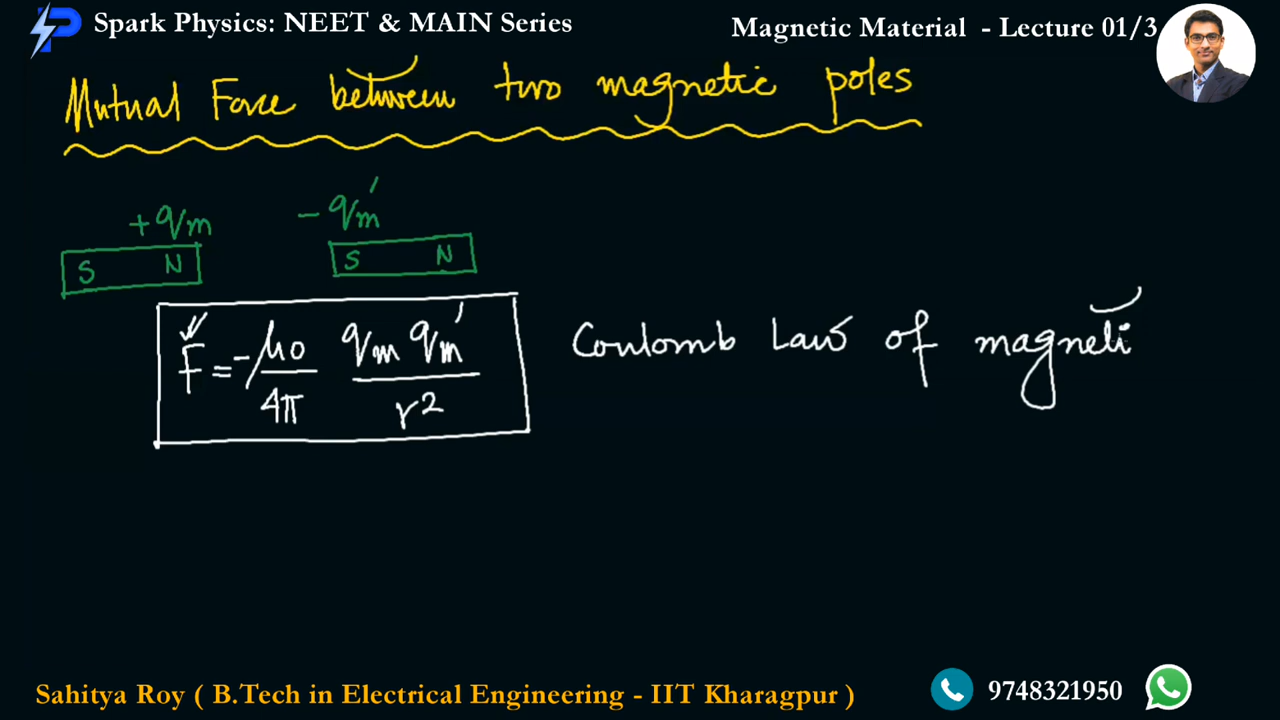 Spark Physics: NEET & MAIN Series
Magnetic Material - Lecture 01/3
Mutual Force between two magnetic poles
+qm
-qm'
S N
S N
F = - μ0/4π qm qm'/r²
Coulomb Law of magneti
Sahitya Roy ( B.Tech in Electrical Engineering - IIT Kharagpur )
9748321950